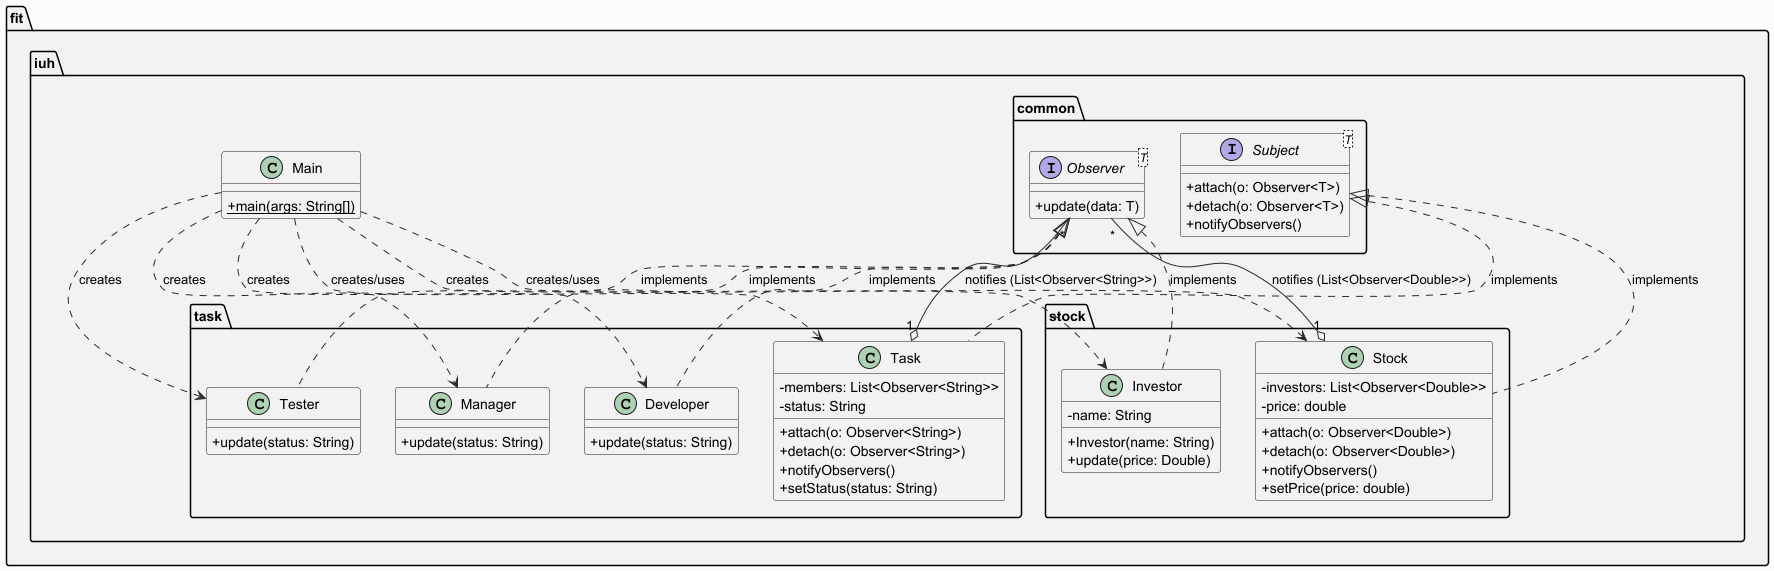 fit
iuh
common
Main
+main(args: String[])
Observer
T
+update(data: T)
Subject
T
+attach(o: Observer<T>)
+detach(o: Observer<T>)
+notifyObservers()
*
*
creates
creates
creates
creates/uses
creates
creates/uses
implements
implements
implements
notifies (List<Observer<String>>)
implements
notifies (List<Observer<Double>>)
implements
implements
task
1
stock
1
Tester
+update(status: String)
Manager
+update(status: String)
Developer
+update(status: String)
Task
-members: List<Observer<String>>
-status: String
+attach(o: Observer<String>)
+detach(o: Observer<String>)
+notifyObservers()
+setStatus(status: String)
Investor
-name: String
+Investor(name: String)
+update(price: Double)
Stock
-investors: List<Observer<Double>>
-price: double
+attach(o: Observer<Double>)
+detach(o: Observer<Double>)
+notifyObservers()
+setPrice(price: double)